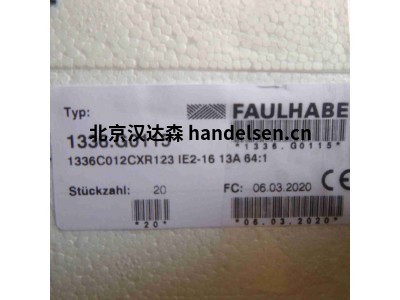 Typ:
FAULHABE
1336.G0115
*1336.G0115*
北京汉达森 handelsen.cn
1336C012CXR123 IE2-16 13A 64:1
Stückzahl: 20
FC: 06.03.2020
CE
*20*
*06.03.2020*